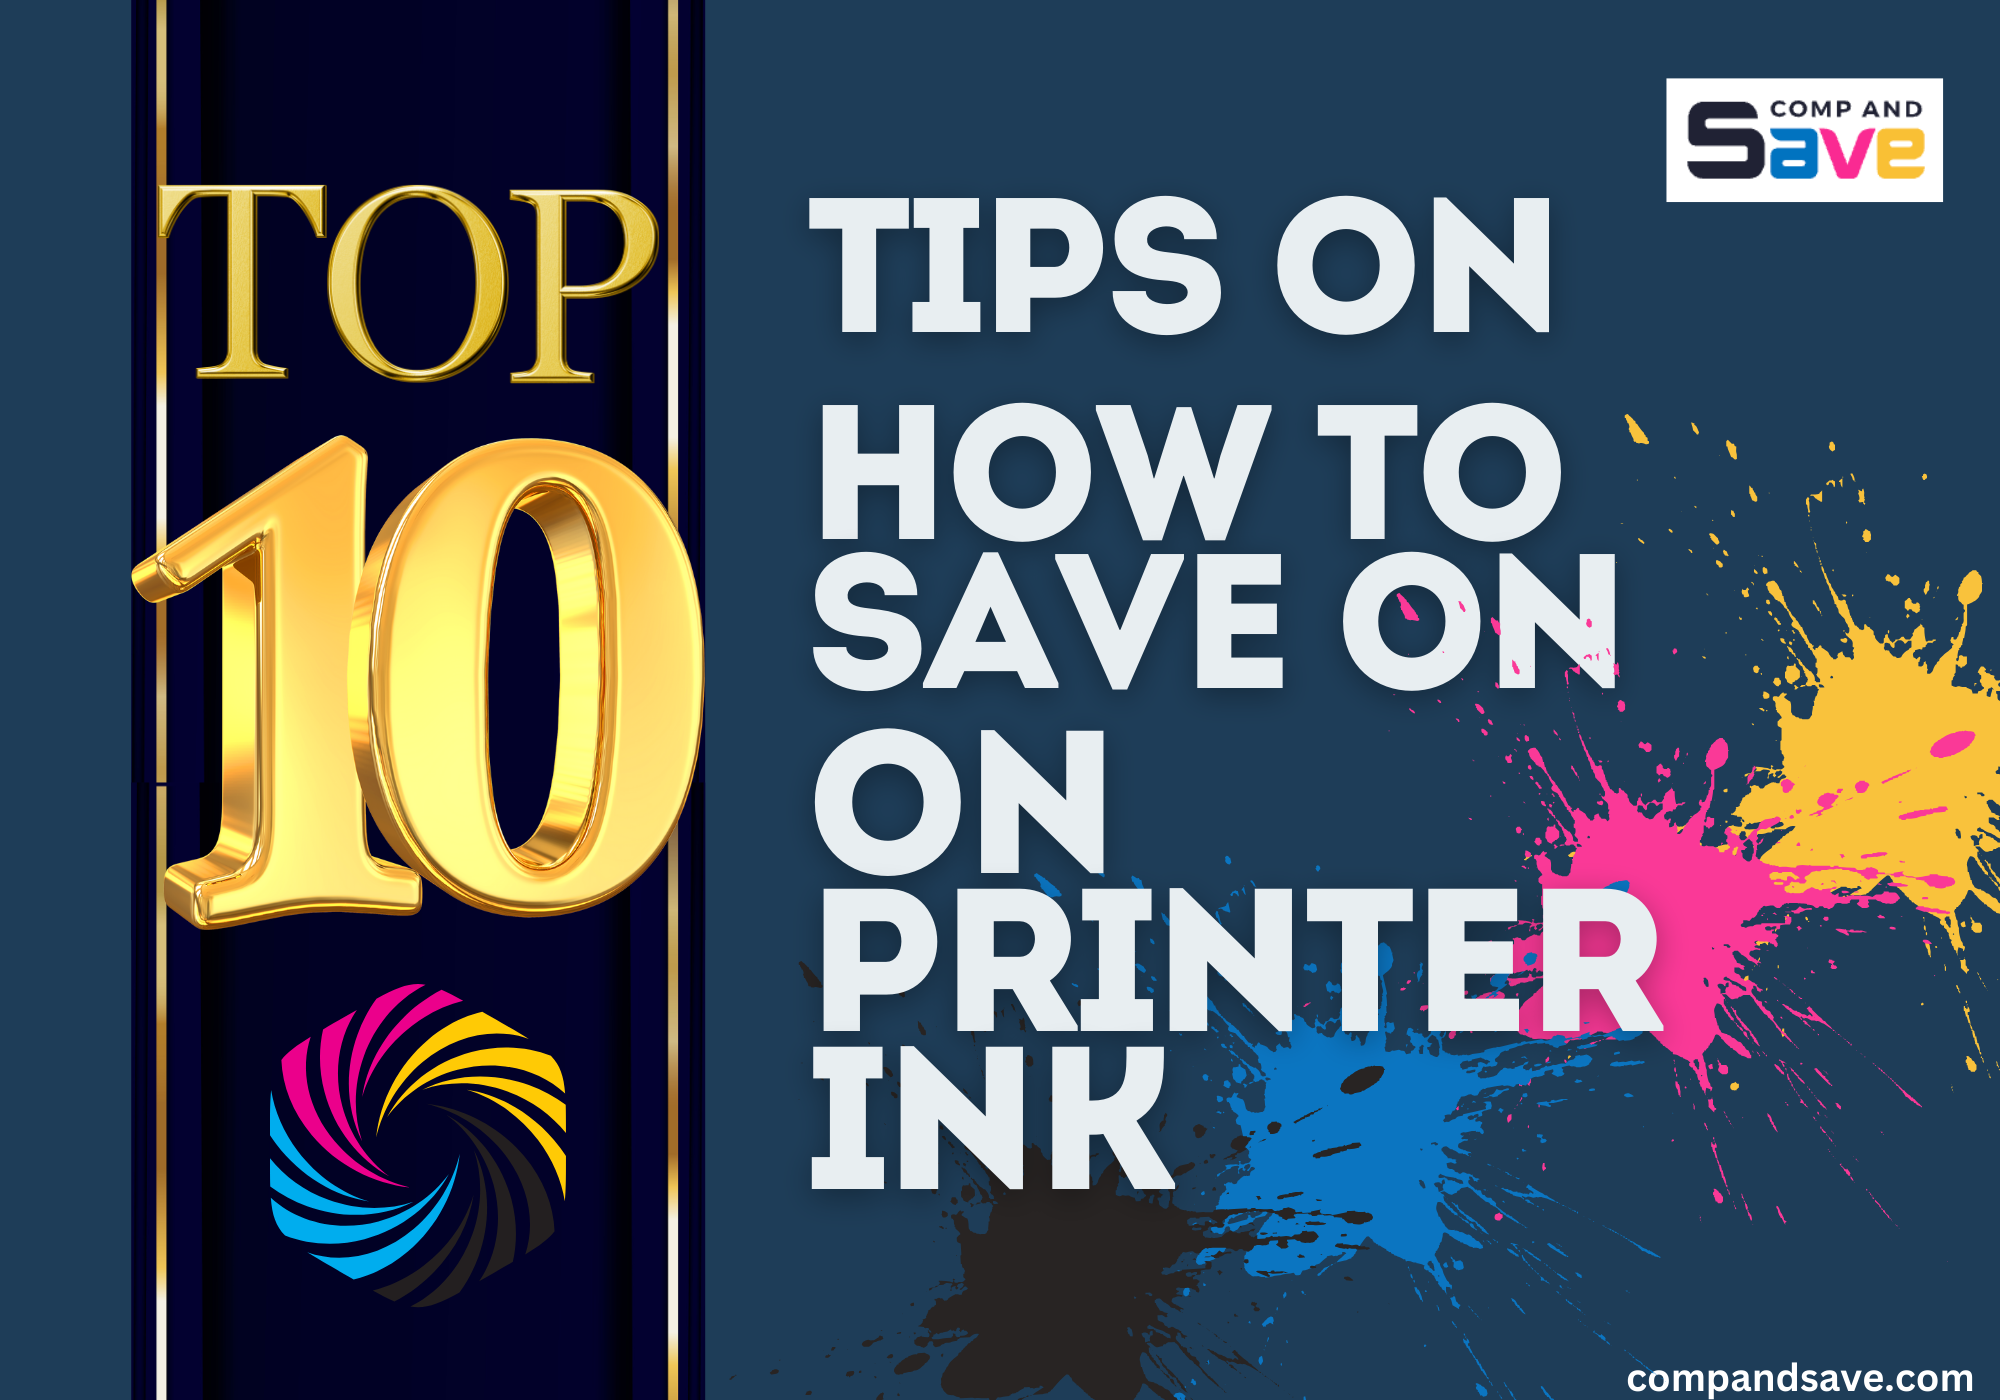 TOP
10
COMP AND
Save
TIPS ON
HOW TO
SAVE ON
ON
PRINTER
INK
compandsave.com